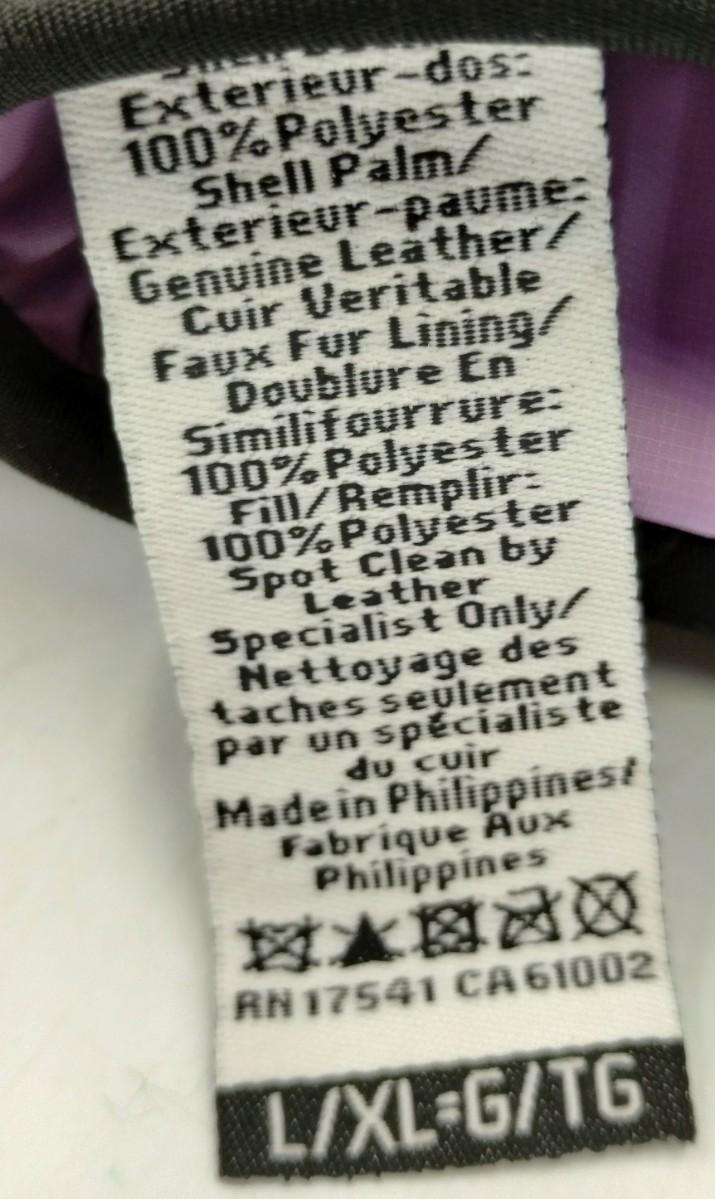 Exterieur-dos:
100%Polyester
Shell Palm/
Exterieur-paume:
Genuine Leather/
Cuir Veritable
Faux Fur Lining/
Doublure En
Similifourrure:
100%Polyester
Fill/Remplir:
100%Polyester
Spot Clean by
Leather
Specialist Only/
Nettoyage des
taches seulement
par un spécialiste
du cuir
Made in Philippines/
Fabrique Aux
Philippines
RN 17541 CA 61002
L/XL=G/TG